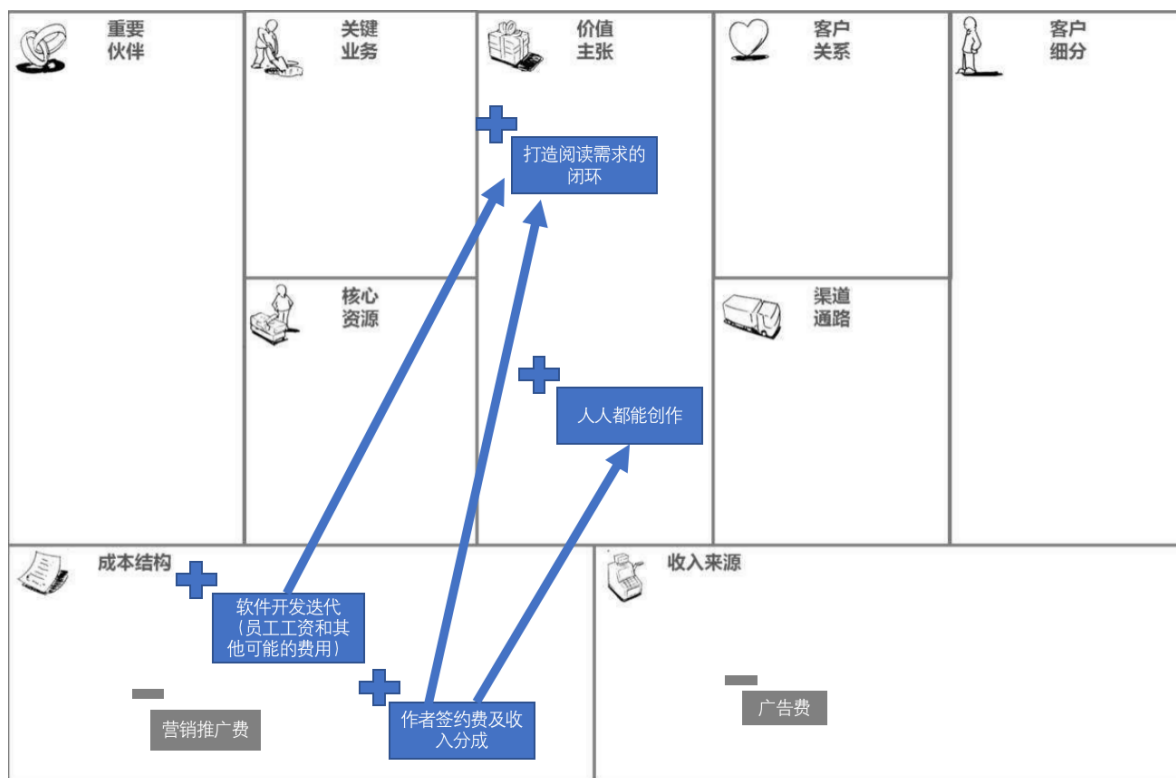 重要
伙伴
关键
业务
价值
主张
客户
关系
客户
细分
打造阅读需求的
闭环
核心
资源
渠道
通路
人人都能创作
成本结构
收入来源
软件开发迭代
（员工工资和其
他可能的费用）
营销推广费
作者签约费及收
入分成
广告费